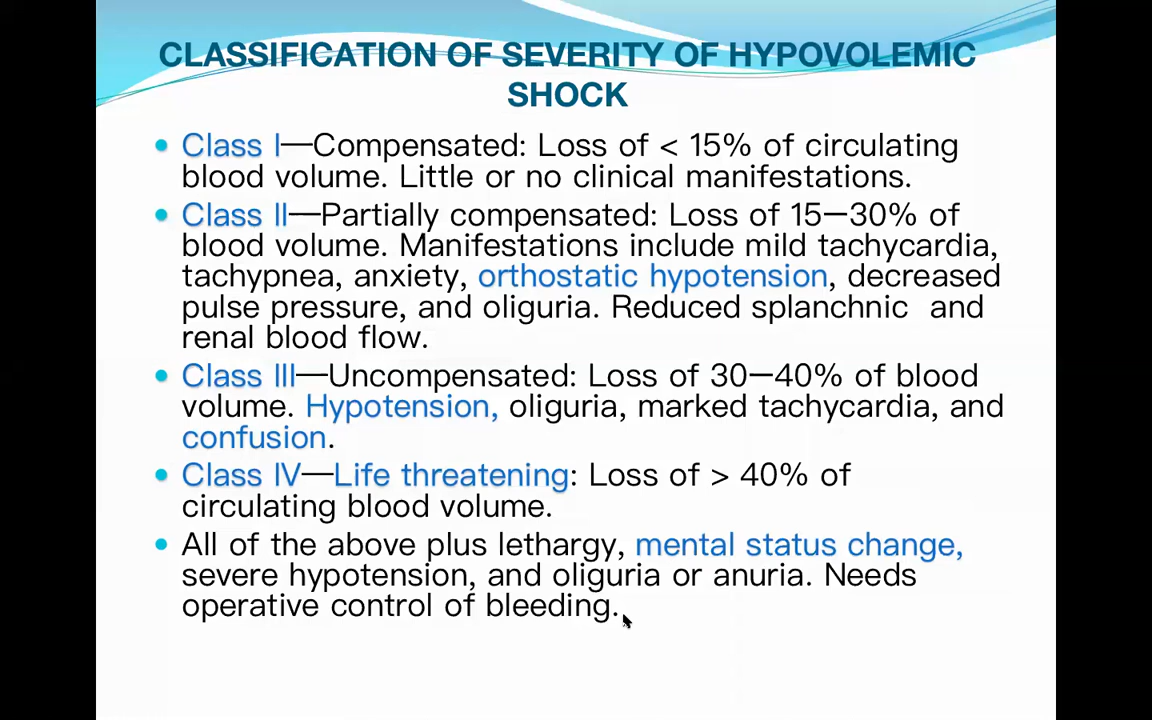 CLASSIFICATION OF SEVERITY OF HYPOVOLEMIC
SHOCK
• Class I—Compensated: Loss of < 15% of circulating
blood volume. Little or no clinical manifestations.
• Class II—Partially compensated: Loss of 15–30% of
blood volume. Manifestations include mild tachycardia,
tachypnea, anxiety, orthostatic hypotension, decreased
pulse pressure, and oliguria. Reduced splanchnic  and
renal blood flow.
• Class III—Uncompensated: Loss of 30–40% of blood
volume. Hypotension, oliguria, marked tachycardia, and
confusion.
• Class IV—Life threatening: Loss of > 40% of
circulating blood volume.
• All of the above plus lethargy, mental status change,
severe hypotension, and oliguria or anuria. Needs
operative control of bleeding.